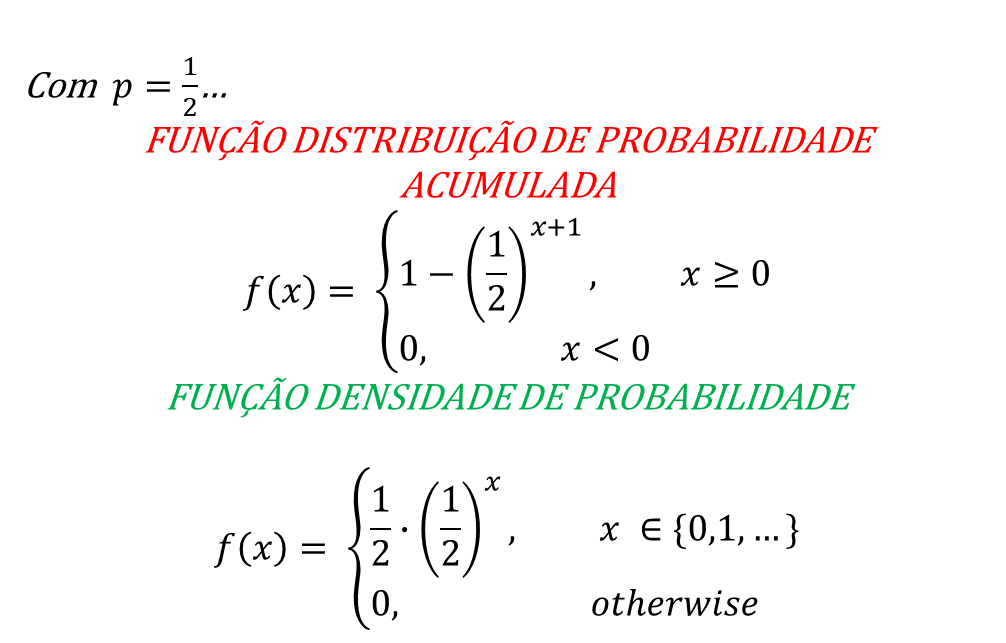 Com p = 1/2…
FUNÇÃO DISTRIBUIÇÃO DE PROBABILIDADE
ACUMULADA
f(x) = { 1 − (1/2)^(x+1) , x ≥ 0
0, x < 0
FUNÇÃO DENSIDADE DE PROBABILIDADE
f(x) = { 1/2 · (1/2)^x , x ∈ {0,1, … }
0, otherwise